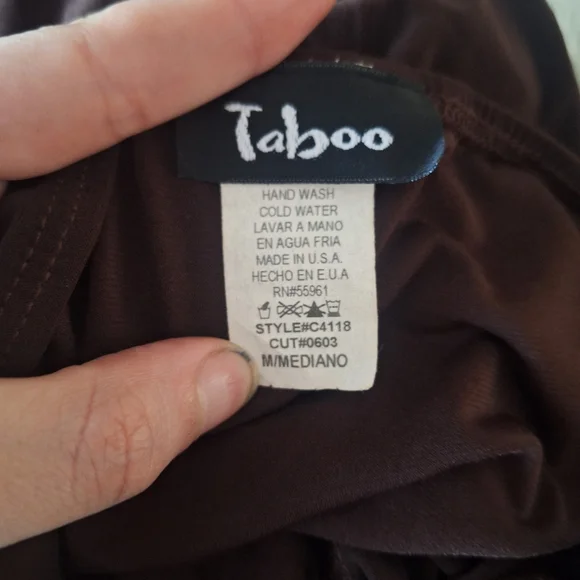 Taboo
HAND WASH
COLD WATER
LAVAR A MANO
EN AGUA FRIA
MADE IN U.S.A.
HECHO EN E.U.A
RN#55961
STYLE#C4118
CUT#0603
M/MEDIANO